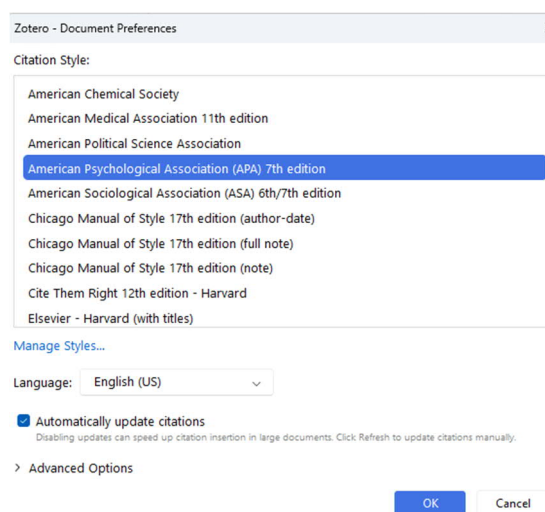 Zotero - Document Preferences
Citation Style:
American Chemical Society
American Medical Association 11th edition
American Political Science Association
American Psychological Association (APA) 7th edition
American Sociological Association (ASA) 6th/7th edition
Chicago Manual of Style 17th edition (author-date)
Chicago Manual of Style 17th edition (full note)
Chicago Manual of Style 17th edition (note)
Cite Them Right 12th edition - Harvard
Elsevier - Harvard (with titles)
Manage Styles...
Language: English (US)
Automatically update citations
Disabling updates can speed up citation insertion in large documents. Click Refresh to update citations manually.
Advanced Options
OK Cancel